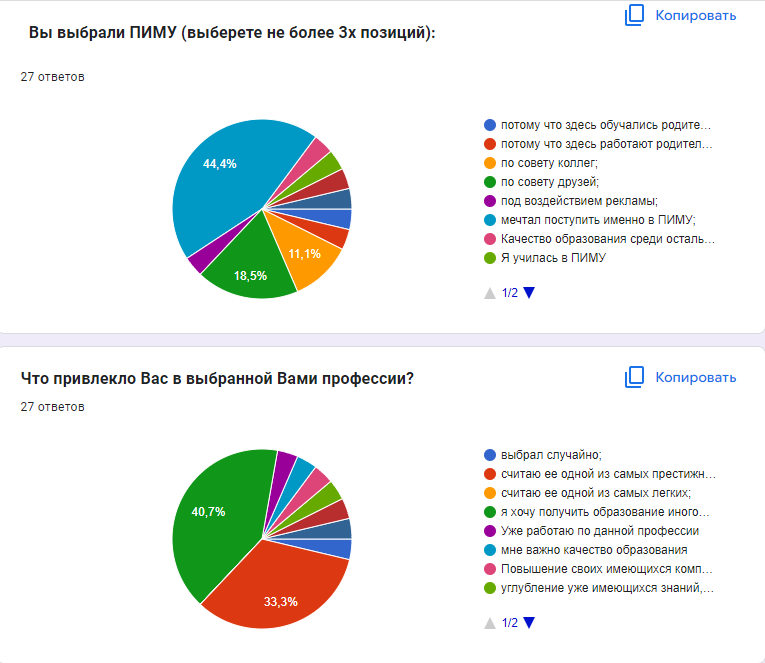 Копировать
Вы выбрали ПИМУ (выберете не более 3х позиций):
27 ответов
44,4%
11,1%
18,5%
потому что здесь обучались родите...
потому что здесь работают родител...
по совету коллег;
по совету друзей;
под воздействием рекламы;
мечтал поступить именно в ПИМУ;
Качество образования среди осталь...
Я училась в ПИМУ
1/2
Что привлекло Вас в выбранной Вами профессии?
Копировать
27 ответов
40,7%
33,3%
выбрал случайно;
считаю ее одной из самых престижн...
считаю ее одной из самых легких;
я хочу получить образование иного...
Уже работаю по данной профессии
мне важно качество образования
Повышение своих имеющихся комп...
углубление уже имеющихся знаний,...
1/2